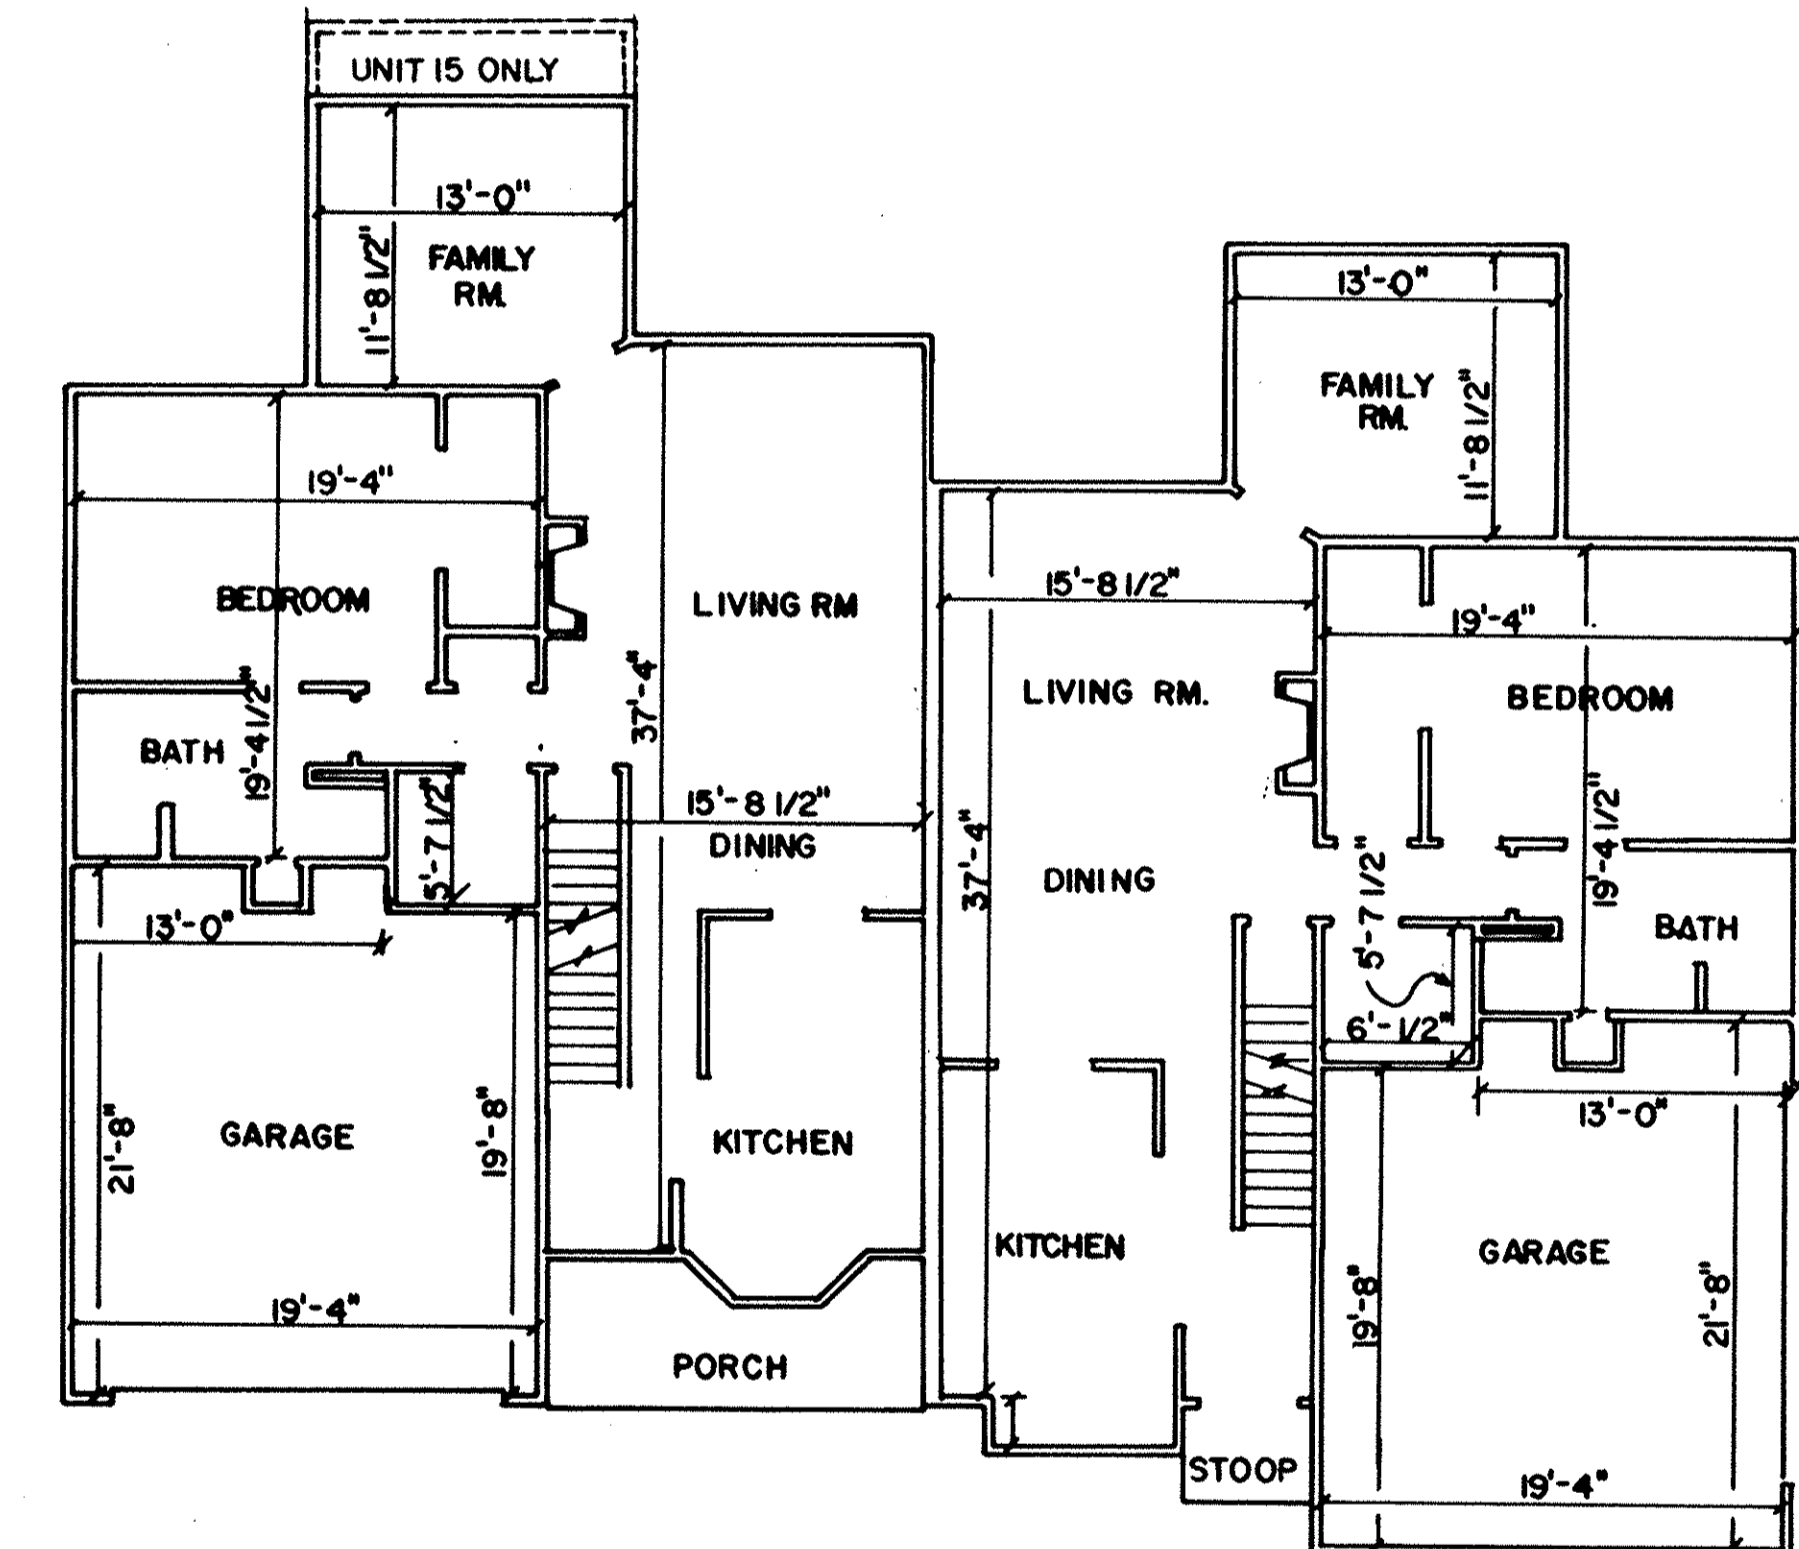 UNIT 15 ONLY
13'-0"
11'-8 1/2"
FAMILY
RM.
19'-4"
BEDROOM
LIVING RM
37'-4"
BATH
19'-4 1/2"
5'-7 1/2"
15'-8 1/2"
DINING
13'-0"
21'-8"
GARAGE
19'-8"
KITCHEN
19'-4"
PORCH
13'-0"
FAMILY
RM.
11'-8 1/2"
15'-8 1/2"
19'-4"
LIVING RM.
BEDROOM
37'-4"
DINING
5'-7 1/2"
19'-4 1/2"
BATH
6'-1/2"
13'-0"
KITCHEN
GARAGE
19'-8"
21'-8"
STOOP
19'-4"